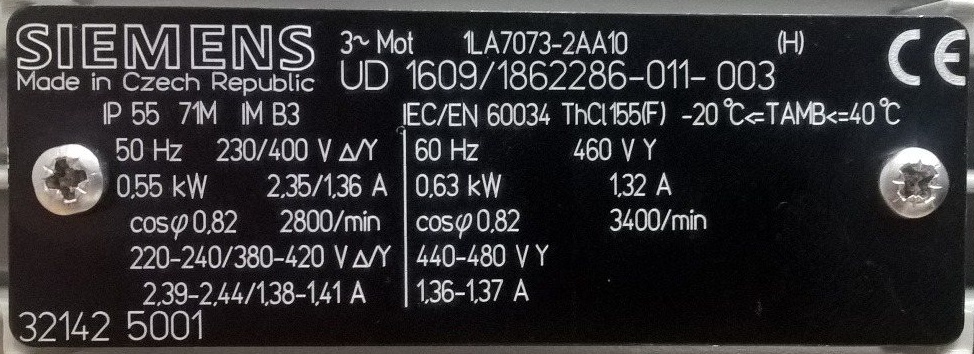 SIEMENS 3~ Mot 1LA7073-2AA10 (H) CE
Made in Czech Republic UD 1609/1862286-011-003
IP 55 71M IM B3 IEC/EN 60034 ThCl.155(F) -20°C<=TAMB<=40°C
50 Hz 230/400 V Δ/Y 60 Hz 460 V Y
0,55 kW 2,35/1,36 A 0,63 kW 1,32 A
cosφ 0,82 2800/min cosφ 0,82 3400/min
220-240/380-420 V Δ/Y 440-480 V Y
2,39-2,44/1,38-1,41 A 1,36-1,37 A
32142 5001